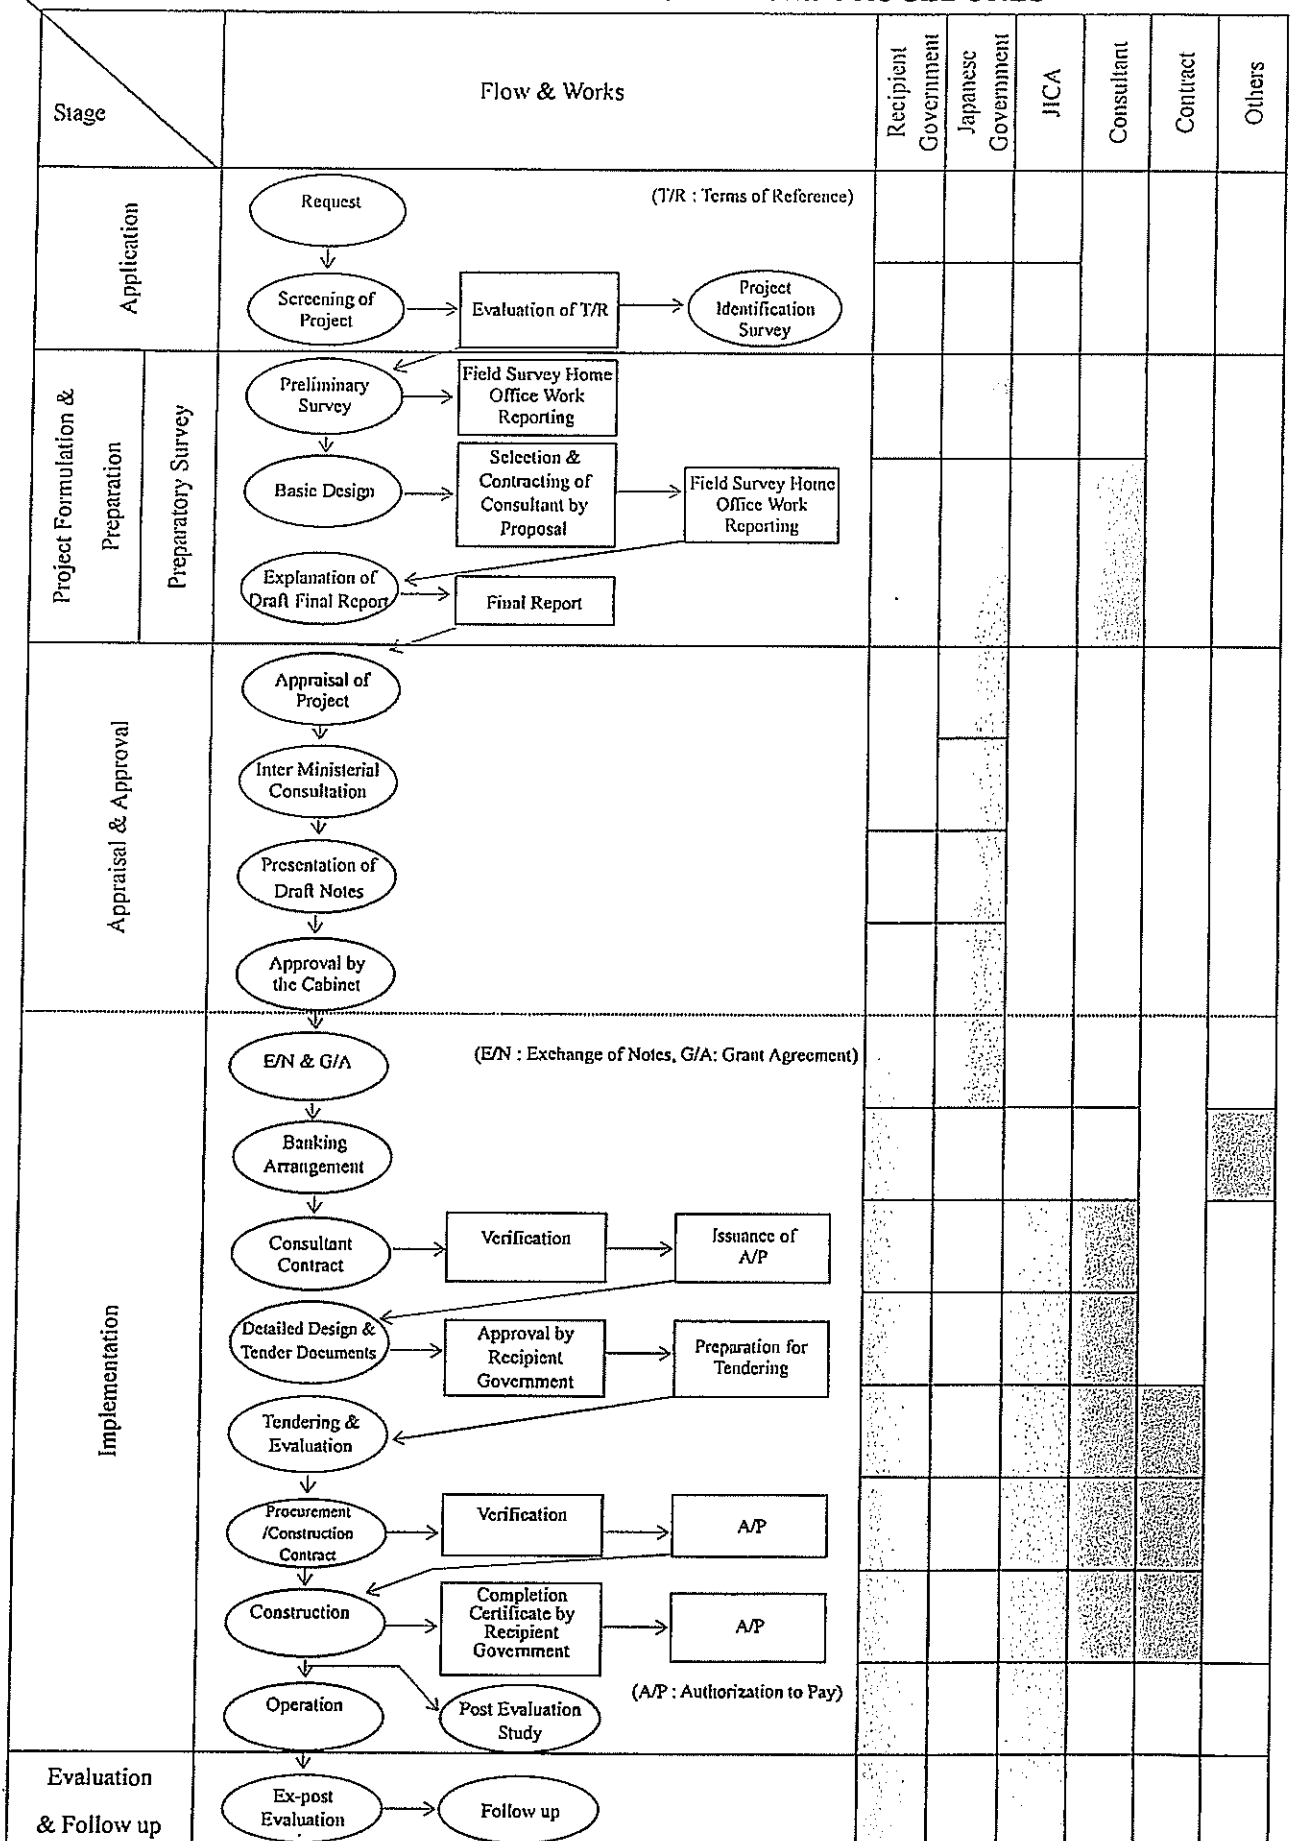 Stage
Flow & Works
Recipient
Government
Japanese
Government
JICA
Consultant
Contract
Others
Application
Request
(T/R : Terms of Reference)
Screening of
Project
Evaluation of T/R
Project
Identification
Survey
Project Formulation &
Preparation
Preparatory Survey
Preliminary
Survey
Field Survey Home
Office Work
Reporting
Basic Design
Selection &
Contracting of
Consultant by
Proposal
Field Survey Home
Office Work
Reporting
Explanation of
Draft Final Report
Final Report
Appraisal & Approval
Appraisal of
Project
Inter Ministerial
Consultation
Presentation of
Draft Notes
Approval by
the Cabinet
Implementation
E/N & G/A
(E/N : Exchange of Notes, G/A: Grant Agreement)
Banking
Arrangement
Consultant
Contract
Verification
Issuance of
A/P
Detailed Design &
Tender Documents
Approval by
Recipient
Government
Preparation for
Tendering
Tendering &
Evaluation
Procurement
/Construction
Contract
Verification
A/P
Construction
Completion
Certificate by
Recipient
Government
A/P
Operation
Post Evaluation
Study
(A/P : Authorization to Pay)
Evaluation
& Follow up
Ex-post
Evaluation
Follow up